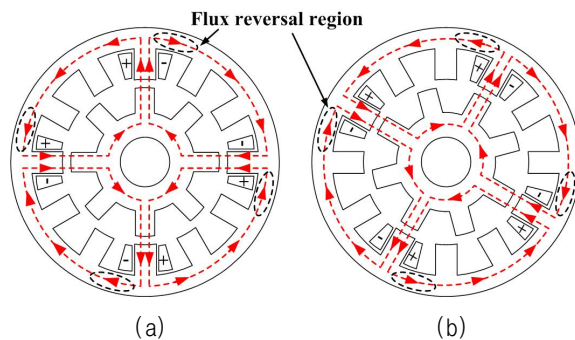 Flux reversal region
+ - + -
+ + - -
- + - +
- + - +
(a) (b)